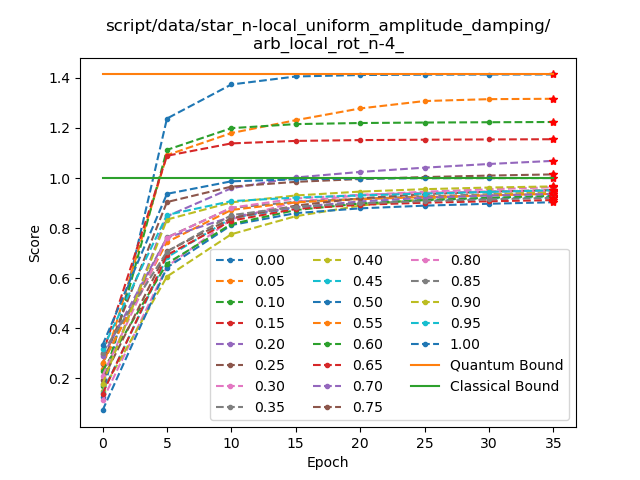 script/data/star_n-local_uniform_amplitude_damping/
arb_local_rot_n-4_
Score
1.4
1.2
1.0
0.8
0.6
0.4
0.2
0.00 0.40 0.80
0.05 0.45 0.85
0.10 0.50 0.90
0.15 0.55 0.95
0.20 0.60 1.00
0.25 0.65 Quantum Bound
0.30 0.70 Classical Bound
0.35 0.75
0 5 10 15 20 25 30 35
Epoch